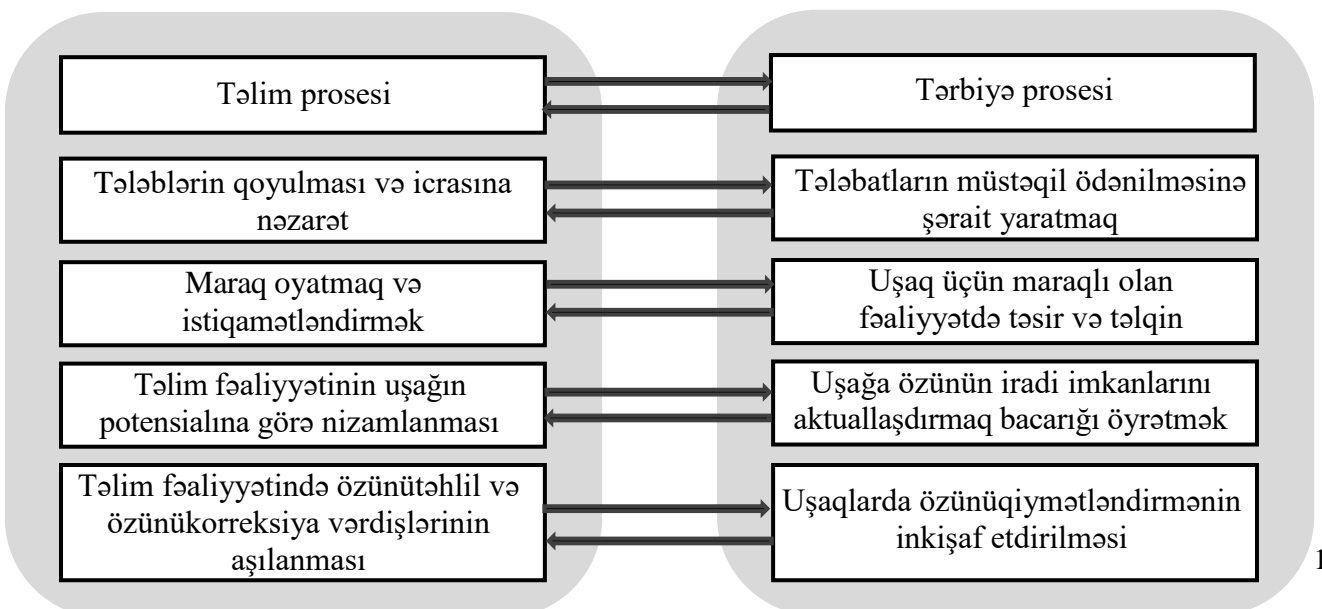 Təlim prosesi
Tərbiyə prosesi
Tələblərin qoyulması və icrasına
nəzarət
Tələbatların müstəqil ödənilməsinə
şərait yaratmaq
Maraq oyatmaq və
istiqamətləndirmək
Uşaq üçün maraqlı olan
fəaliyyətdə təsir və təlqin
Təlim fəaliyyətinin uşağın
potensialına görə nizamlanması
Uşağa özünün iradi imkanlarını
aktuallaşdırmaq bacarığı öyrətmək
Təlim fəaliyyətində özünütəhlil və
özünükorreksiya vərdişlərinin
aşılanması
Uşaqlarda özünüqiymətləndirmənin
inkişaf etdirilməsi
1